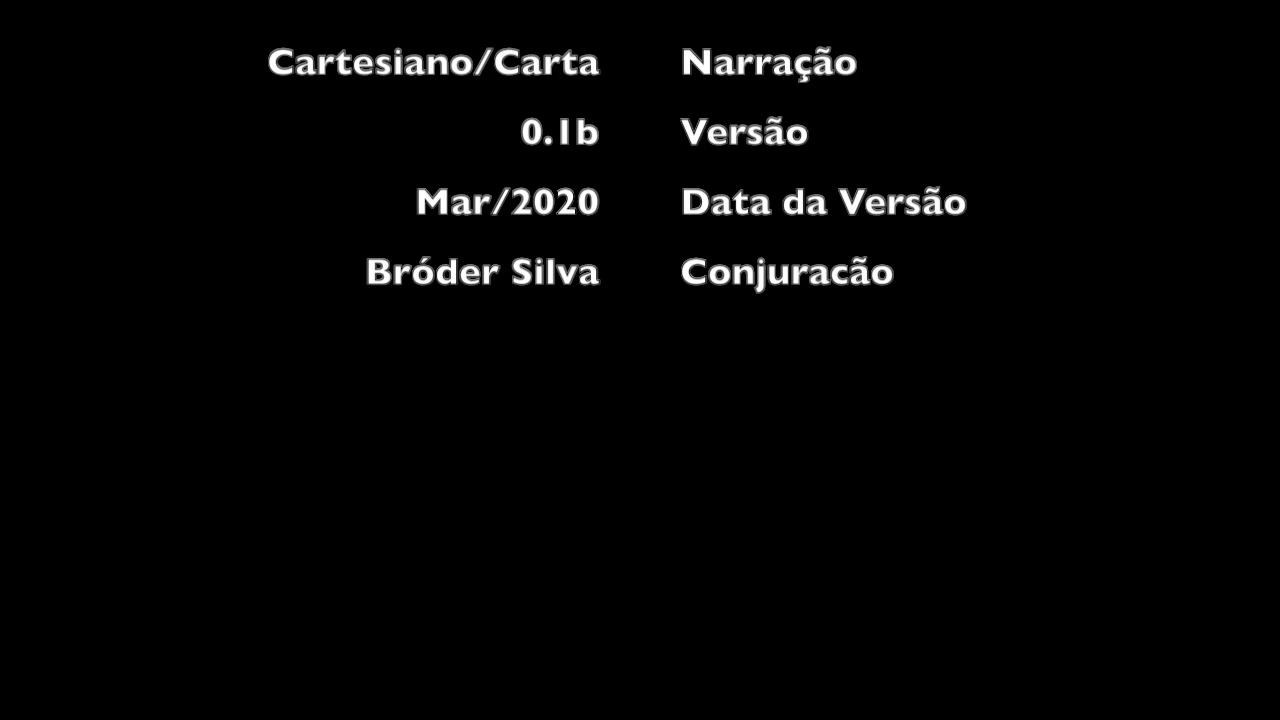 Cartesiano/Carta Narração
0.1b Versão
Mar/2020 Data da Versão
Bróder Silva Conjuracão